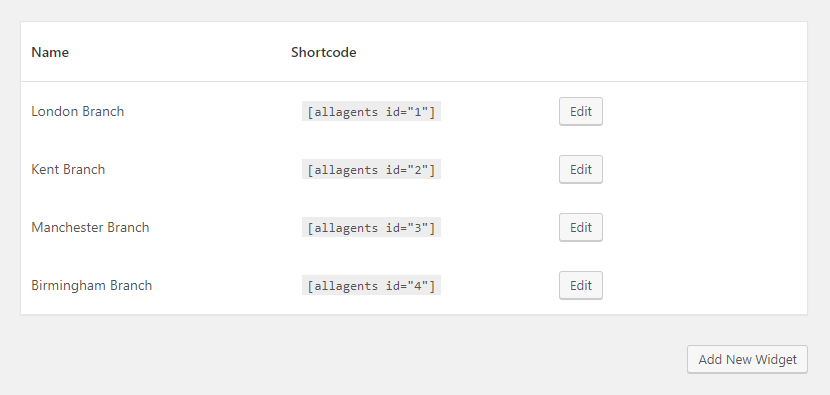 Name Shortcode
London Branch [allagents id="1"] Edit
Kent Branch [allagents id="2"] Edit
Manchester Branch [allagents id="3"] Edit
Birmingham Branch [allagents id="4"] Edit
Add New Widget